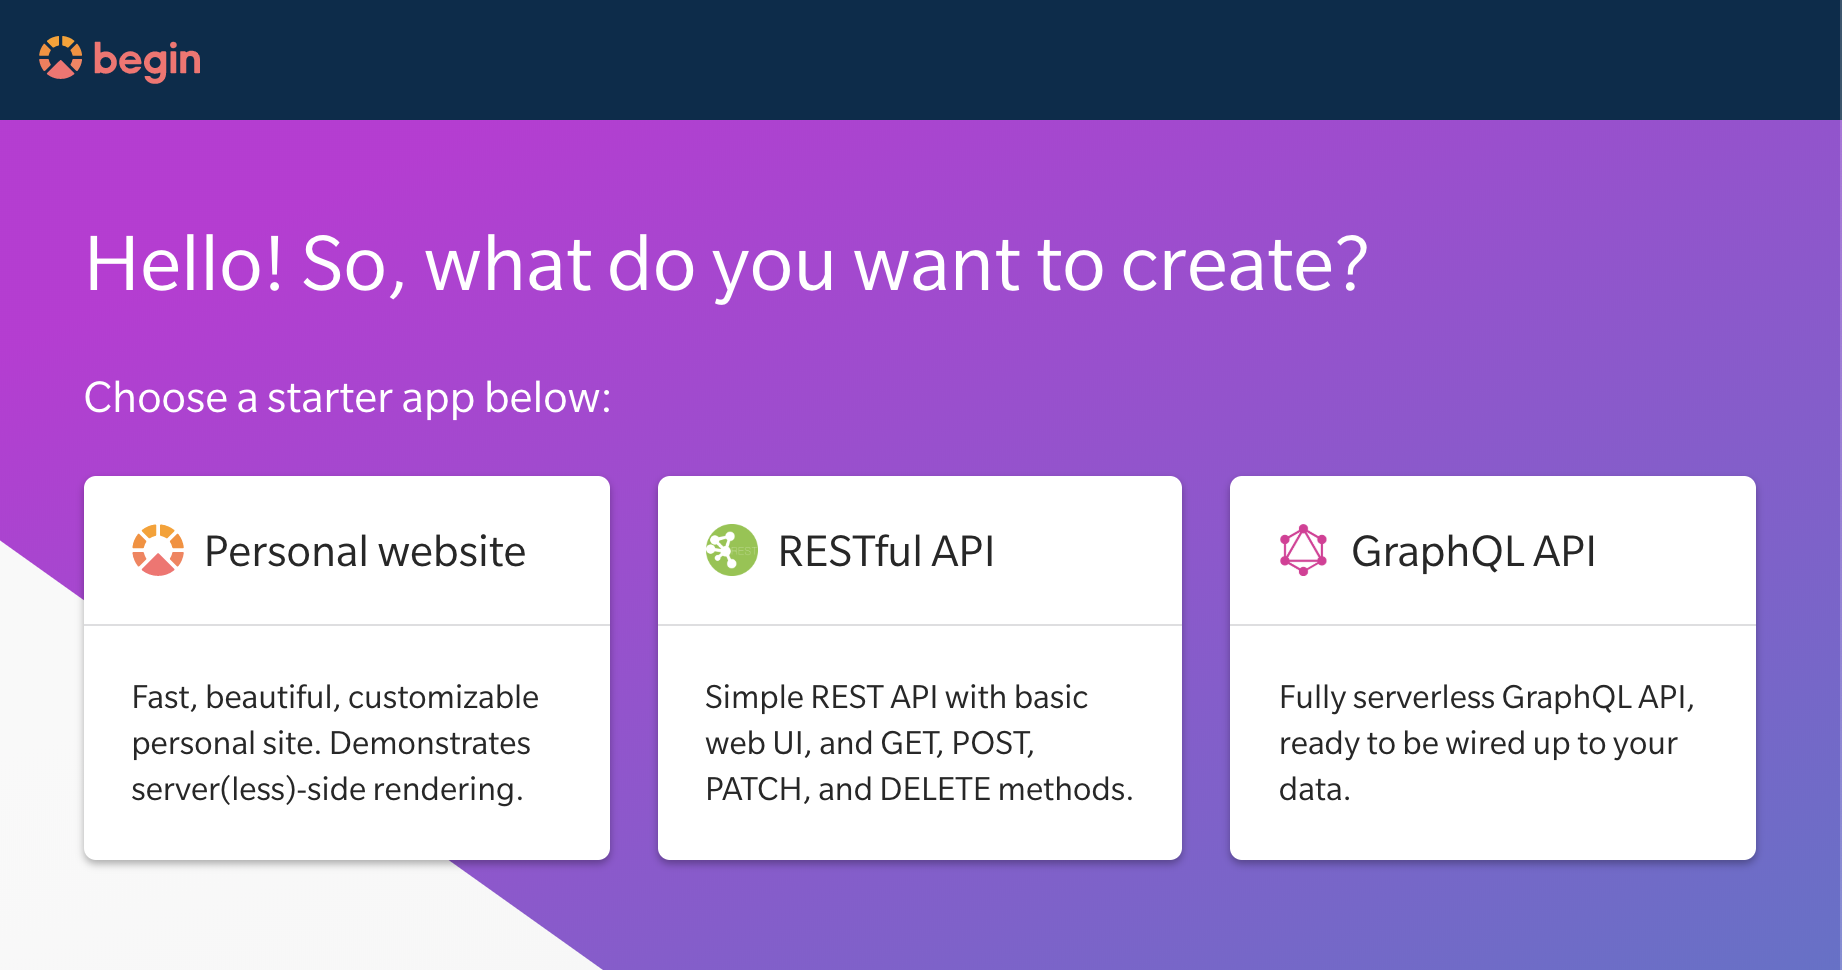 begin
Hello! So, what do you want to create?
Choose a starter app below:
Personal website
Fast, beautiful, customizable
personal site. Demonstrates
server(less)-side rendering.
REST
RESTful API
Simple REST API with basic
web UI, and GET, POST,
PATCH, and DELETE methods.
GraphQL API
Fully serverless GraphQL API,
ready to be wired up to your
data.